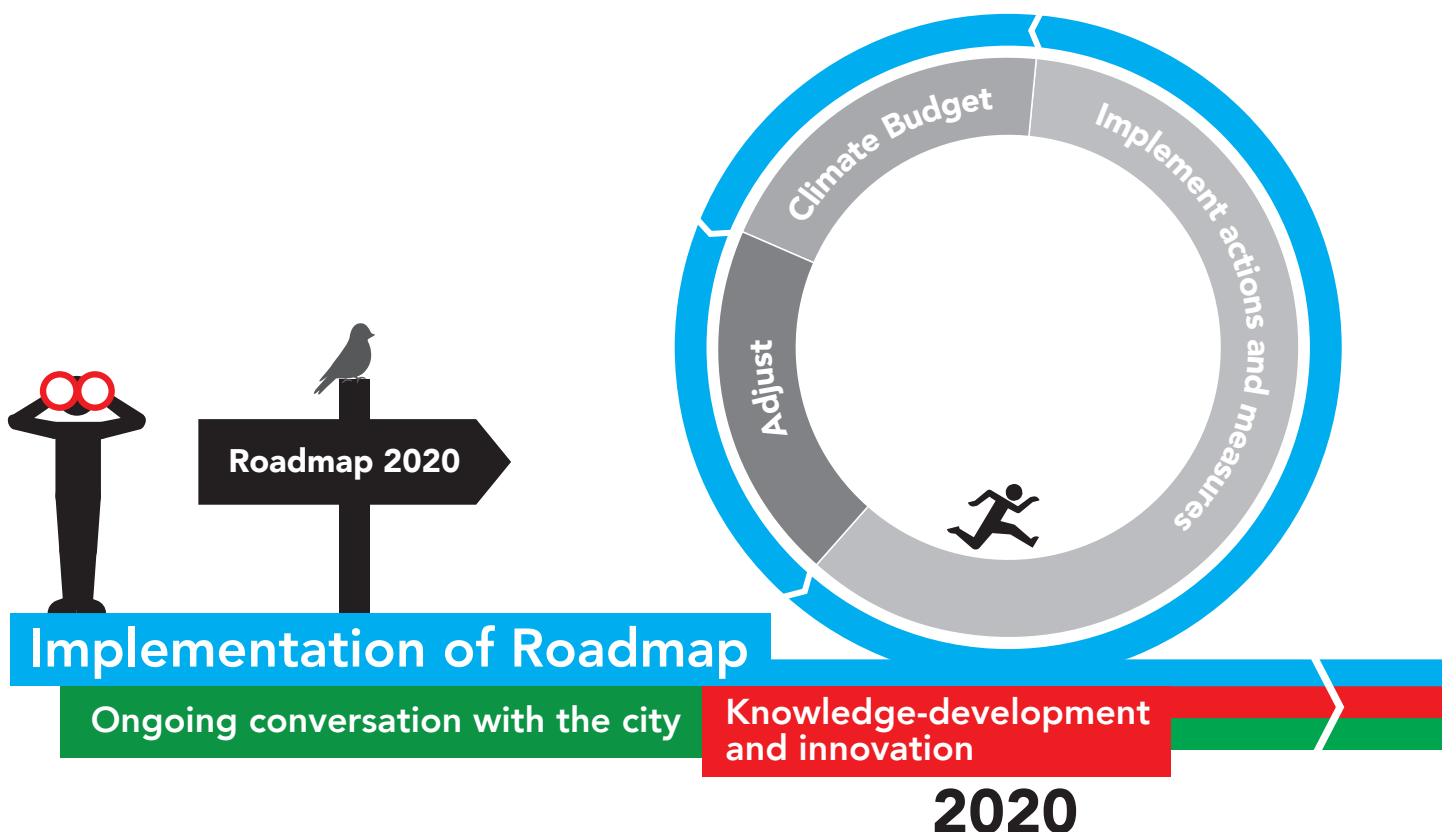 Climate Budget
Implement actions and measures
Adjust
Roadmap 2020
Implementation of Roadmap
Ongoing conversation with the city
Knowledge-development
and innovation
2020